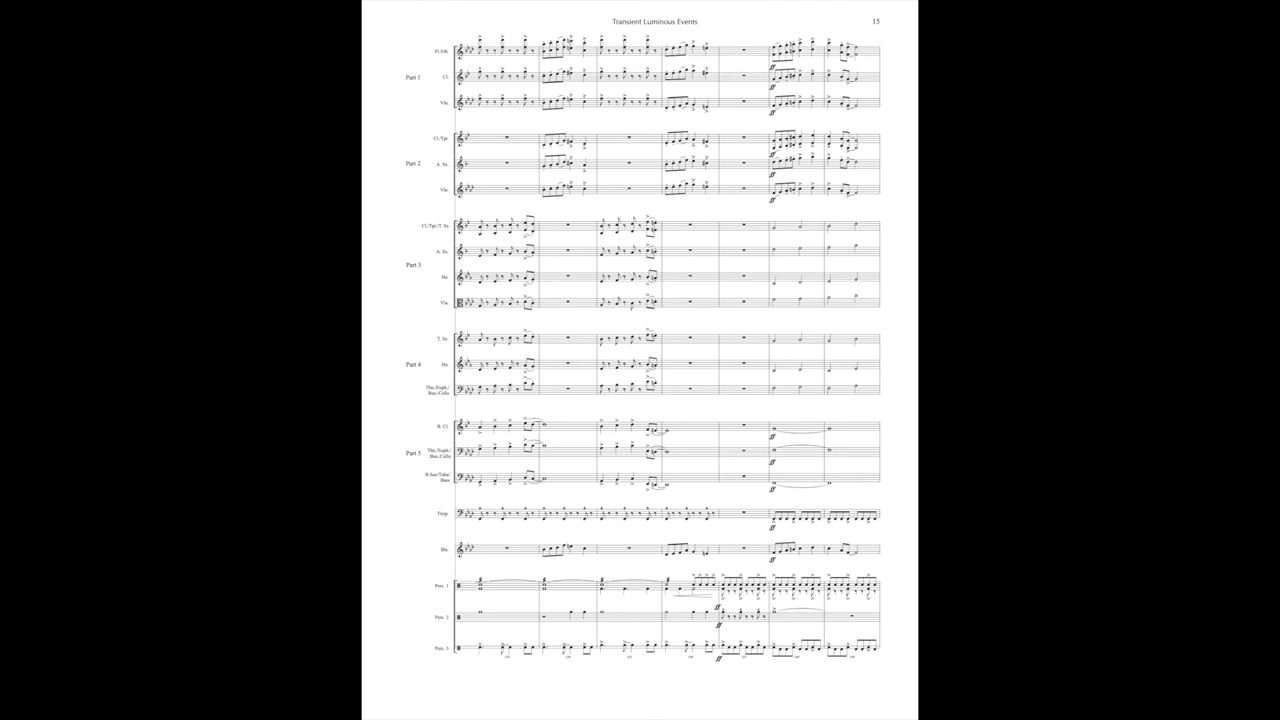 Transient Luminous Events 15
Fl./Ob.
Part 1
Cl.
Vln.
Cl./Tpt.
Part 2
A. Sx.
Vln.
Cl./Tpt./T. Sx
A. Sx.
Part 3
Hn.
Vla.
T. Sx.
Part 4
Hn.
Tbn./Euph./
Bsn./Cello
B. Cl.
Part 5
Tbn./Euph./
Bsn./Cello
B.Sax/Tuba/
Bass
Timp.
Bls.
Perc. 1
Perc. 2
Perc. 3